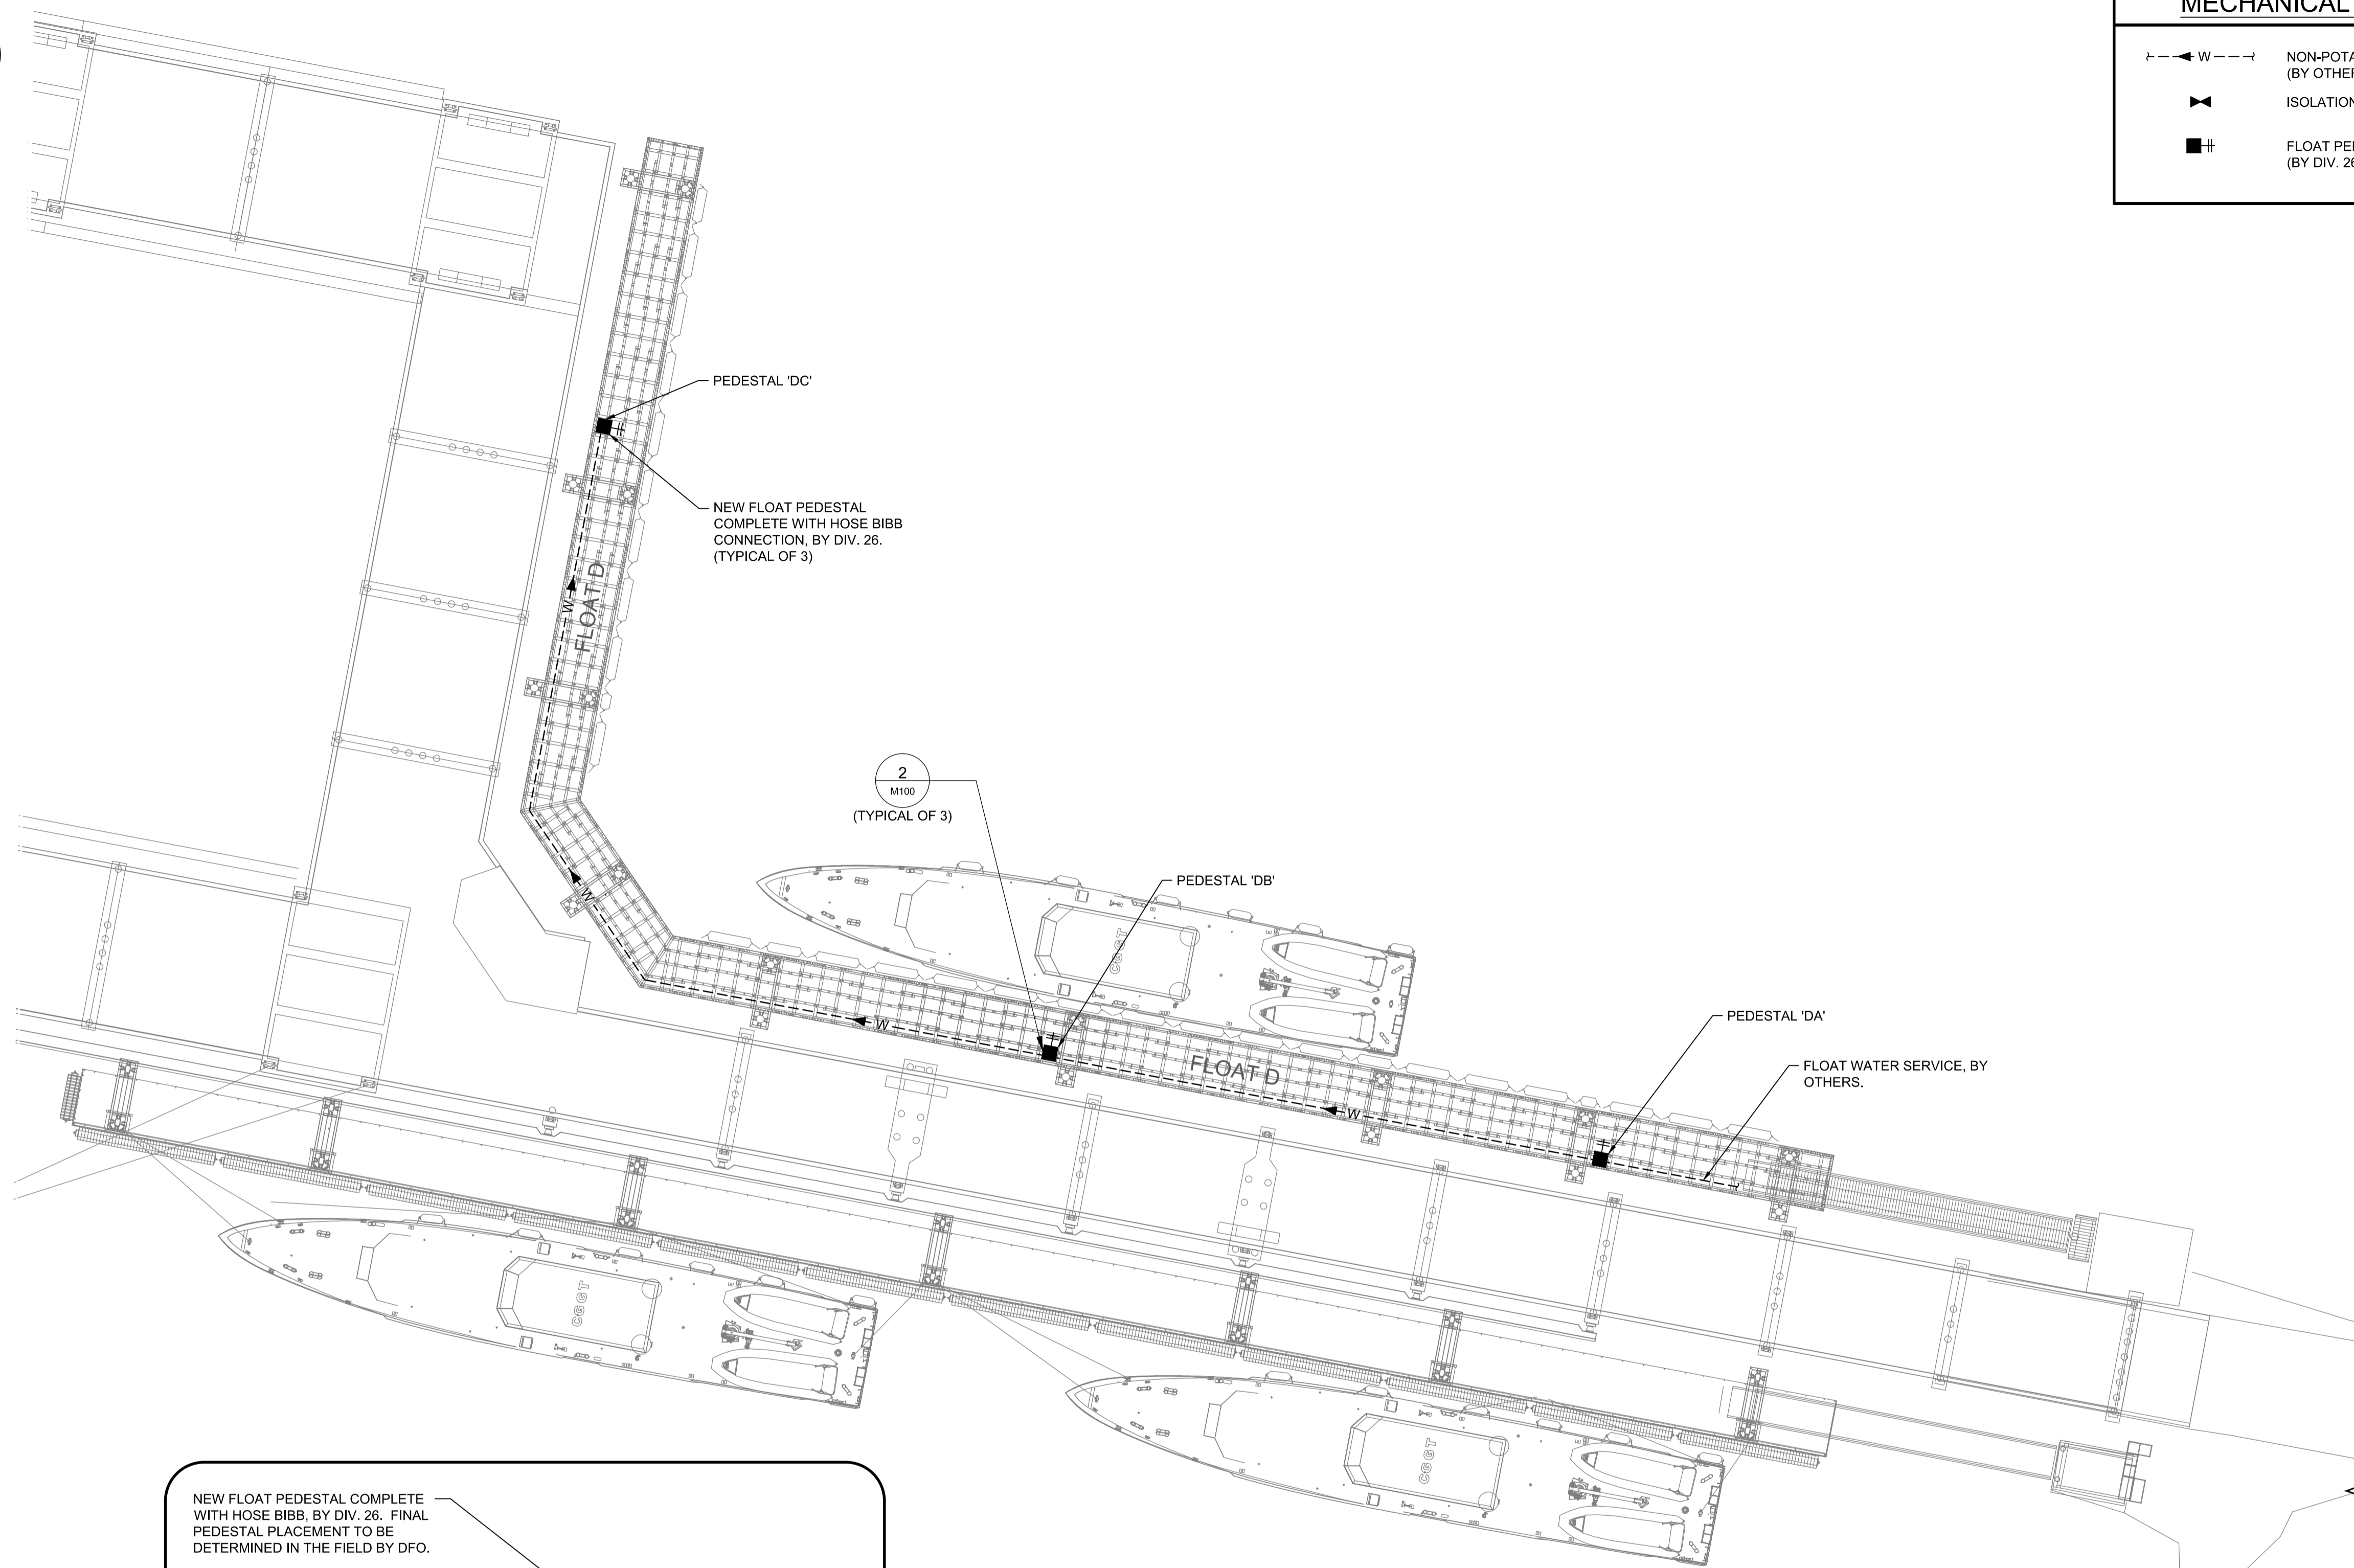 MECHANICAL
W
NON-POTA
(BY OTHER
ISOLATION
FLOAT PEI
(BY DIV. 26
PEDESTAL 'DC'
NEW FLOAT PEDESTAL
COMPLETE WITH HOSE BIBB
CONNECTION, BY DIV. 26.
(TYPICAL OF 3)
W
FLOAT D
2
M100
(TYPICAL OF 3)
W
PEDESTAL 'DB'
CGGT
W
FLOAT D
W
PEDESTAL 'DA'
FLOAT WATER SERVICE, BY
OTHERS.
CGGT
CGGT
NEW FLOAT PEDESTAL COMPLETE
WITH HOSE BIBB, BY DIV. 26. FINAL
PEDESTAL PLACEMENT TO BE
DETERMINED IN THE FIELD BY DFO.